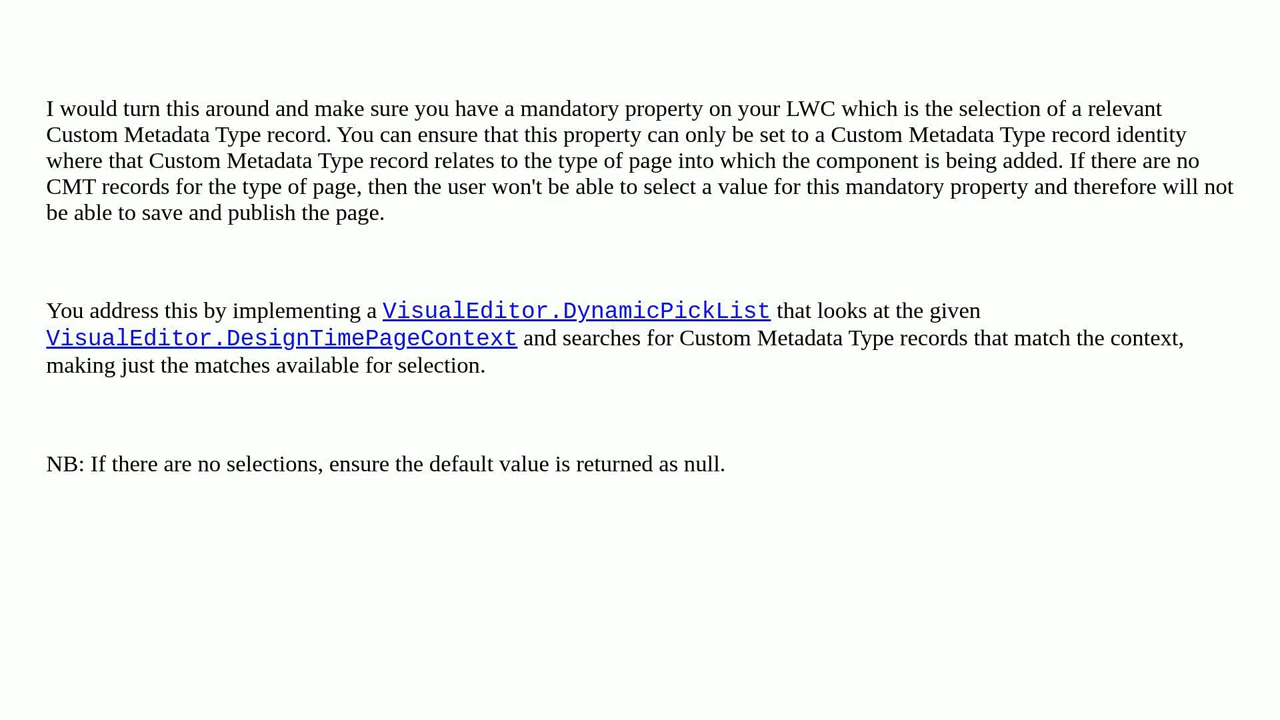 I would turn this around and make sure you have a mandatory property on your LWC which is the selection of a relevant
Custom Metadata Type record. You can ensure that this property can only be set to a Custom Metadata Type record identity
where that Custom Metadata Type record relates to the type of page into which the component is being added. If there are no
CMT records for the type of page, then the user won't be able to select a value for this mandatory property and therefore will not
be able to save and publish the page.
You address this by implementing a VisualEditor.DynamicPickList that looks at the given
VisualEditor.DesignTimePageContext and searches for Custom Metadata Type records that match the context,
making just the matches available for selection.
NB: If there are no selections, ensure the default value is returned as null.